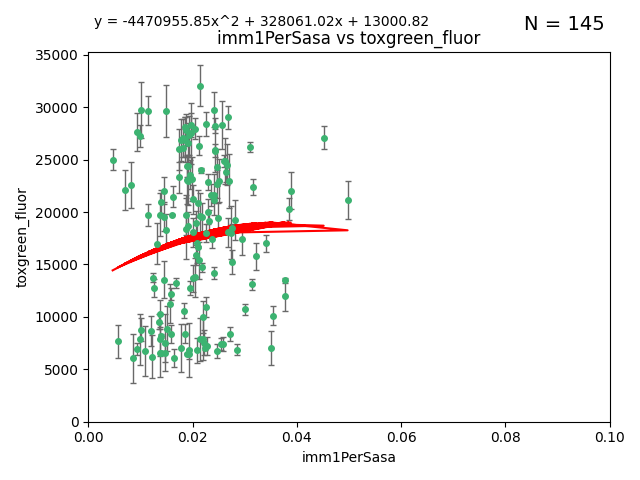 y = -4470955.85x^2 + 328061.02x + 13000.82
N = 145
imm1PerSasa vs toxgreen_fluor
35000
30000
25000
20000
15000
10000
5000
0
toxgreen_fluor
0.00 0.02 0.04 0.06 0.08 0.10
imm1PerSasa